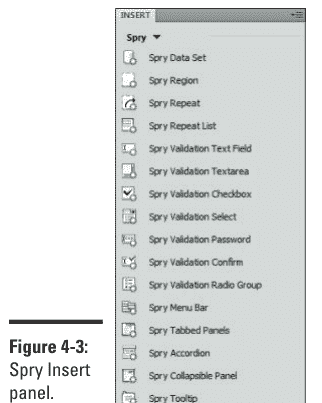 INSERT
Spry
Spry Data Set
Spry Region
Spry Repeat
Spry Repeat List
Spry Validation Text Field
Spry Validation Textarea
Spry Validation Checkbox
Spry Validation Select
Spry Validation Password
Spry Validation Confirm
Spry Validation Radio Group
Spry Menu Bar
Spry Tabbed Panels
Spry Accordion
Spry Collapsible Panel
Spry Tooltip
Figure 4-3:
Spry Insert
panel.